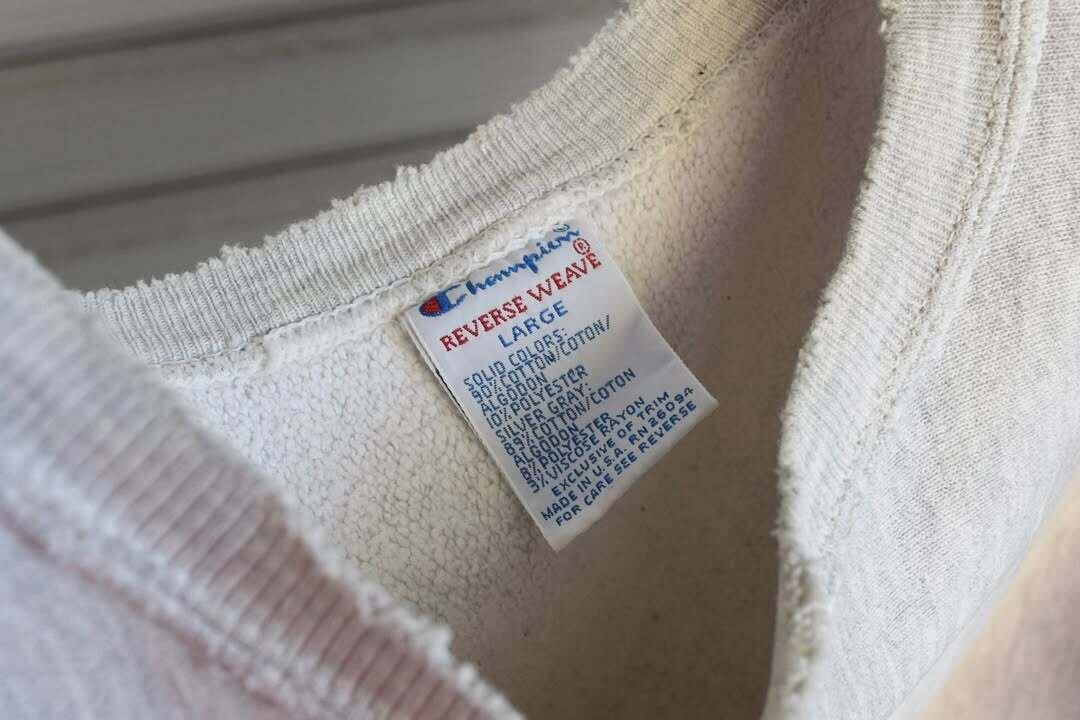 Champion®
REVERSE WEAVE
LARGE
SOLID COLORS:
90%COTTON/COTON/
ALGODON
10%POLYESTER
SILVER GRAY:
89%COTTON/COTON
ALGODON
8%POLYESTER
3%VISCOSE RAYON
EXCLUSIVE OF TRIM
MADE IN U.S.A. RN 26094
FOR CARE SEE REVERSE